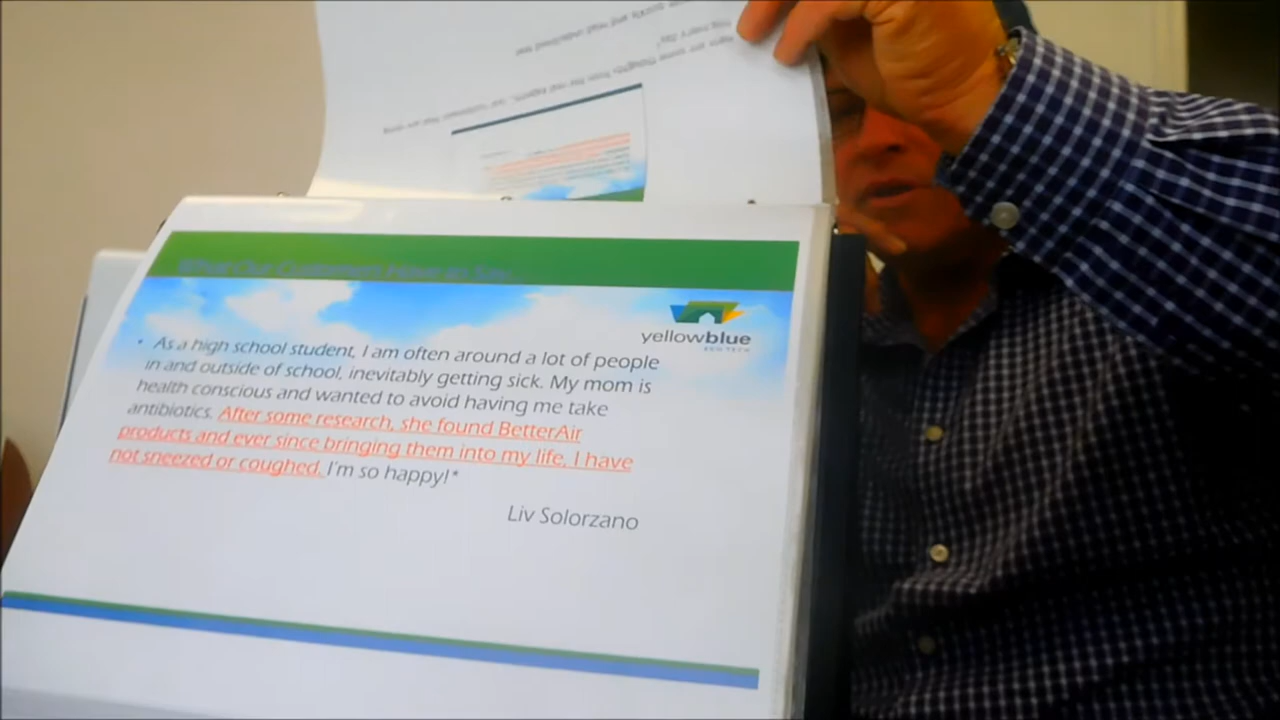 What Our Customers Have to Say...
yellowblue
ECO TECH
• As a high school student, I am often around a lot of people
in and outside of school, inevitably getting sick. My mom is
health conscious and wanted to avoid having me take
antibiotics. After some research, she found BetterAir
products and ever since bringing them into my life, I have
not sneezed or coughed. I'm so happy!*
Liv Solorzano